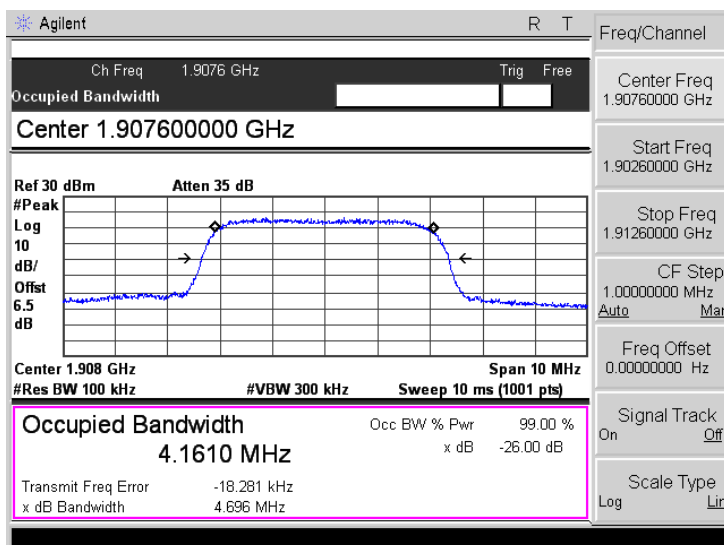 Agilent R T
Freq/Channel
Ch Freq 1.9076 GHz Trig Free
Occupied Bandwidth
Center 1.907600000 GHz
Ref 30 dBm Atten 35 dB
#Peak
Log
10
dB/
Offst
6.5
dB
Center 1.908 GHz Span 10 MHz
#Res BW 100 kHz #VBW 300 kHz Sweep 10 ms (1001 pts)
Occupied Bandwidth Occ BW % Pwr 99.00 %
4.1610 MHz x dB -26.00 dB
Transmit Freq Error -18.281 kHz
x dB Bandwidth 4.696 MHz
Center Freq
1.90760000 GHz
Start Freq
1.90260000 GHz
Stop Freq
1.91260000 GHz
CF Step
1.00000000 MHz
Auto Man
Freq Offset
0.00000000 Hz
Signal Track
On Off
Scale Type
Log Lin